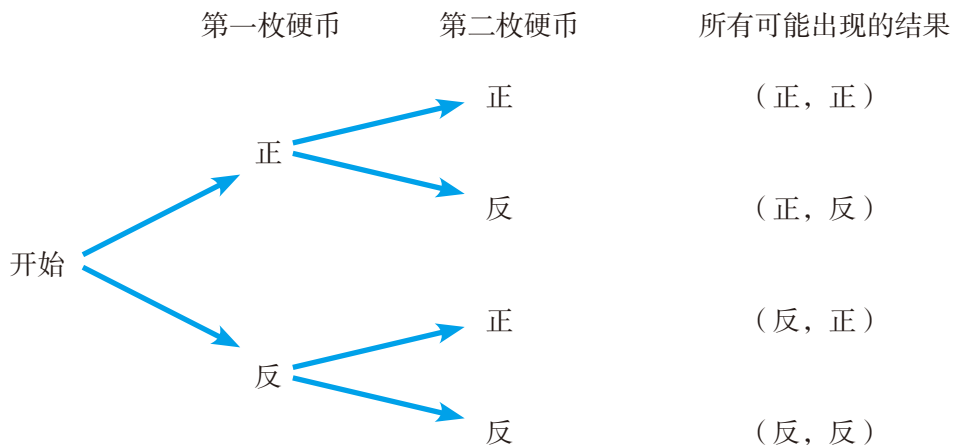 第一枚硬币 第二枚硬币 所有可能出现的结果
正 （正，正）
正
反 （正，反）
开始
正 （反，正）
反
反 （反，反）